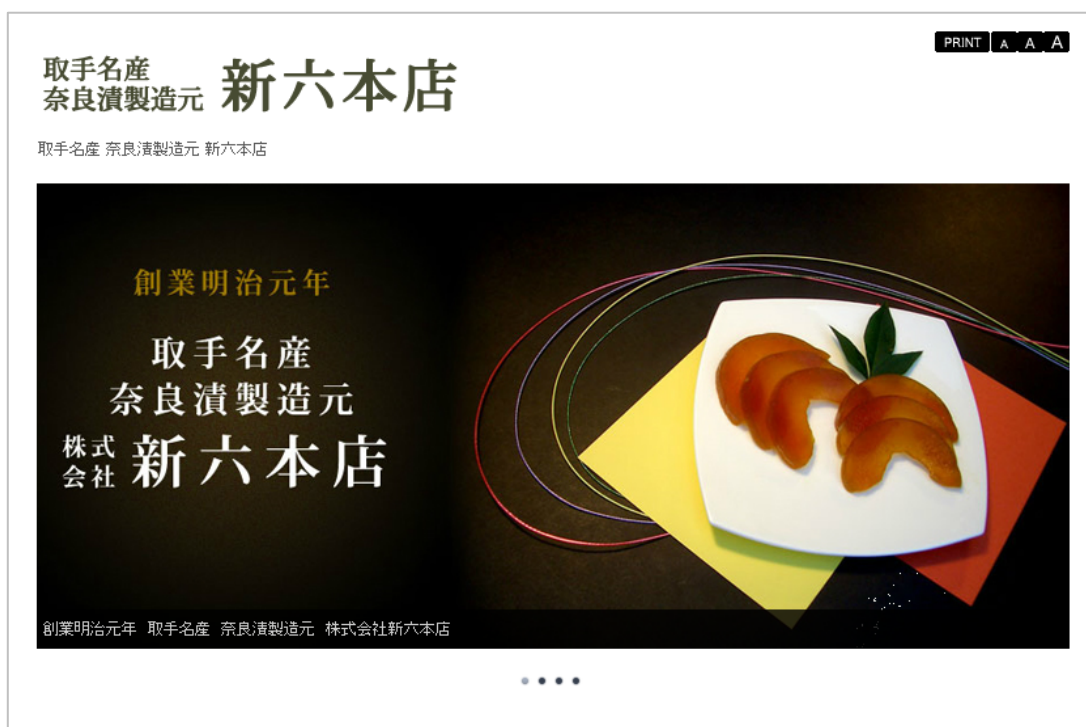 PRINT A A A
取手名産
奈良漬製造元 新六本店
取手名産 奈良漬製造元 新六本店
創業明治元年
取手名産
奈良漬製造元
株式会社 新六本店
創業明治元年 取手名産 奈良漬製造元 株式会社新六本店